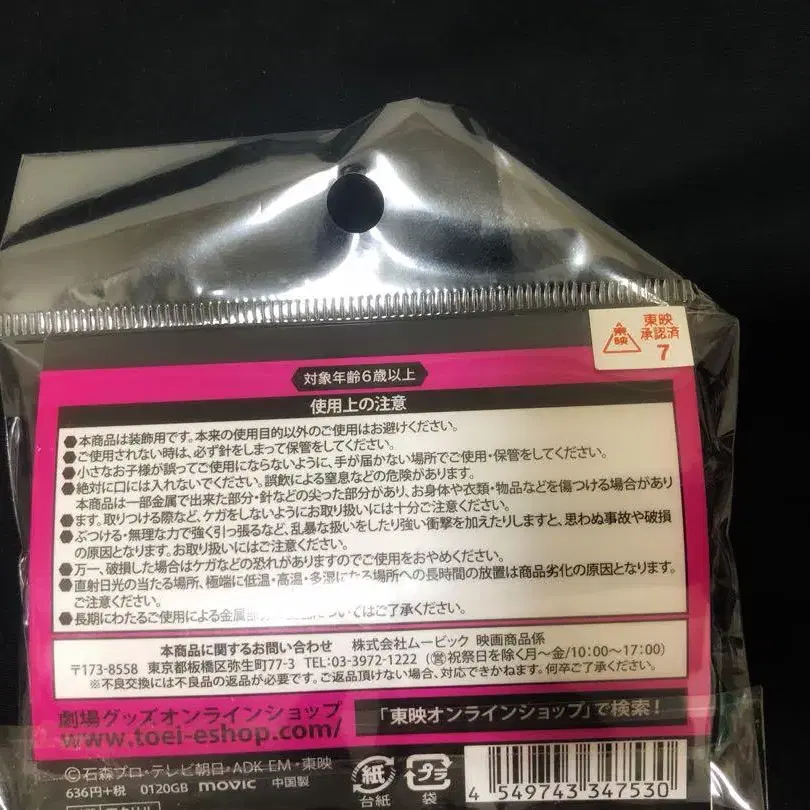 東映
承認済
7
東映
対象年齢6歳以上
使用上の注意
●本商品は装飾用です。本来の使用目的以外のご使用はお避けください。
●ご使用されない時は、必ず針をしまって保管をしてください。
●小さなお子様が誤ってご使用にならないように、手が届かない場所でご使用・保管をしてください。
●絶対に口には入れないでください。誤飲による窒息などの危険があります。
本商品は一部金属で出来た部分・針などの尖った部分があり、お身体や衣類・物品などを傷つける場合があり
●ます。取りつける際など、ケガをしないようにお取り扱いには十分ご注意ください。
●ぶつける・無理な力で強く引っ張るなど、乱暴な扱いをしたり強い衝撃を加えたりしますと、思わぬ事故や破損
の原因となります。お取り扱いにはご注意ください。
●万一、破損した場合はケガなどの恐れがありますのでご使用をおやめください。
●直射日光の当たる場所、極端に低温・高温・多湿になる場所への長時間の放置は商品劣化の原因となります。
ご注意ください。
●長期にわたるご使用による金属部分の についてはご了承ください。
本商品に関するお問い合わせ 株式会社ムービック 映画商品係
〒173-8558 東京都板橋区弥生町77-3 TEL:03-3972-1222 (営祝祭日を除く月〜金/10:00〜17:00)
※不良交換には不良品の返品が必要です。ご返品頂けない場合、対応できかねます。何卒ご了承ください。
劇場グッズオンラインショップ
www.toei-eshop.com/
「東映オンラインショップ」で検索!
©石森プロ・テレビ朝日・ADK EM・東映
636円+税 0120GB movic 中国製
紙
台紙
プラ
袋
4 549743 347530